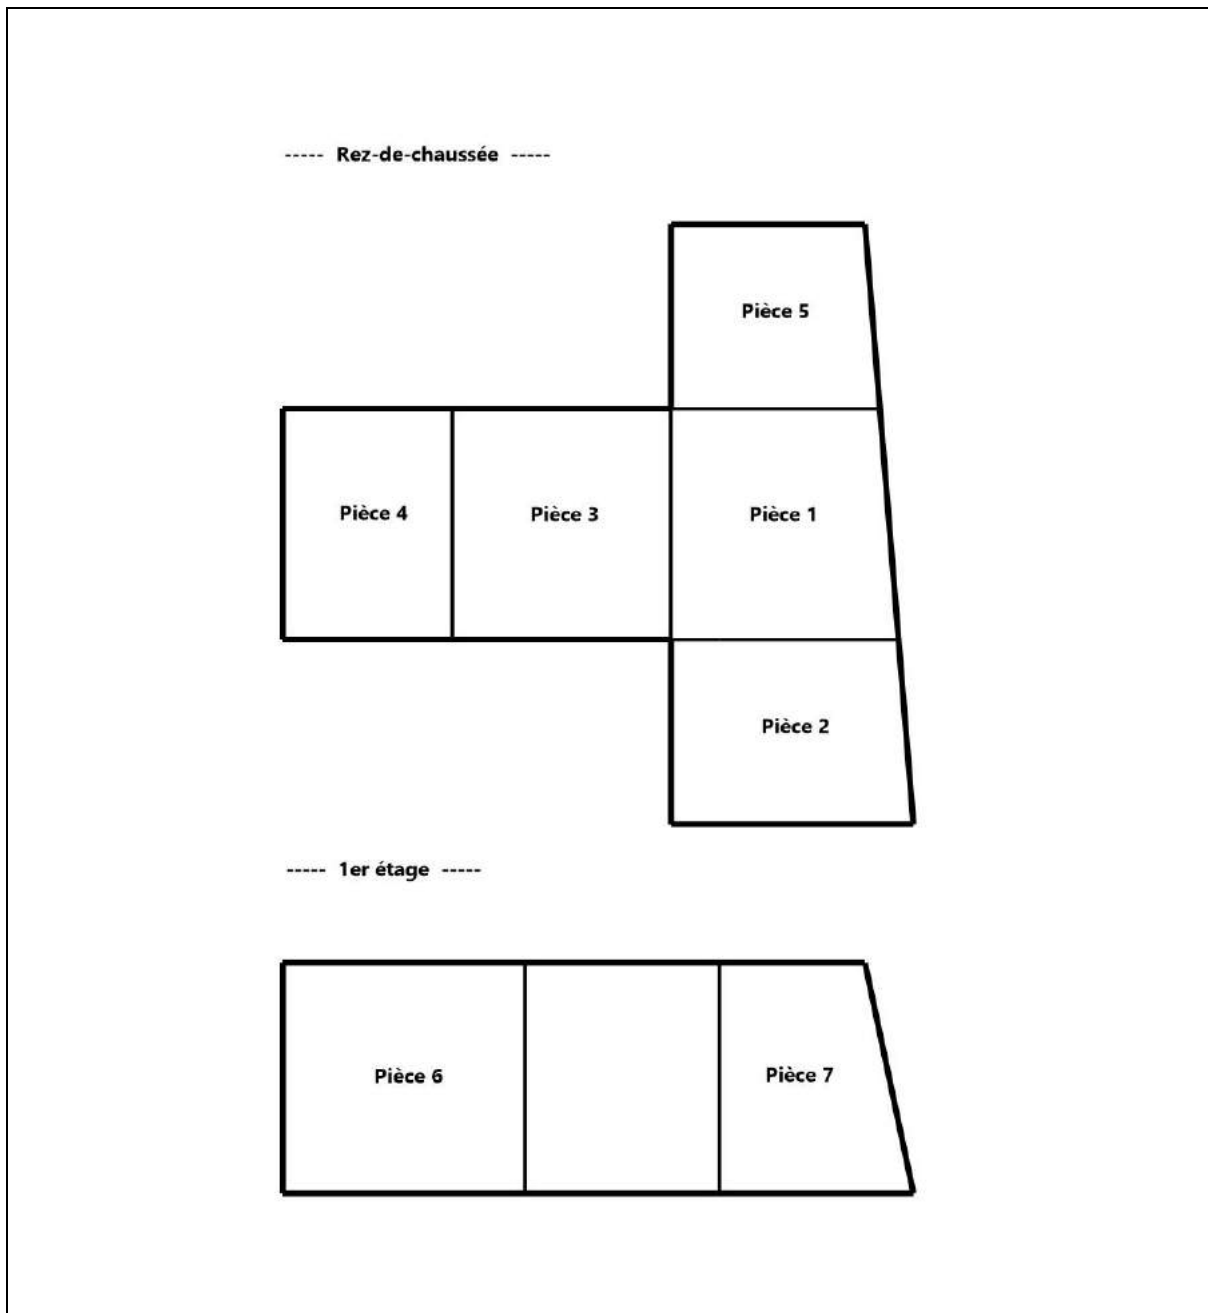 ----- Rez-de-chaussée -----
Pièce 5
Pièce 4 Pièce 3 Pièce 1
Pièce 2
----- 1er étage -----
Pièce 6 Pièce 7